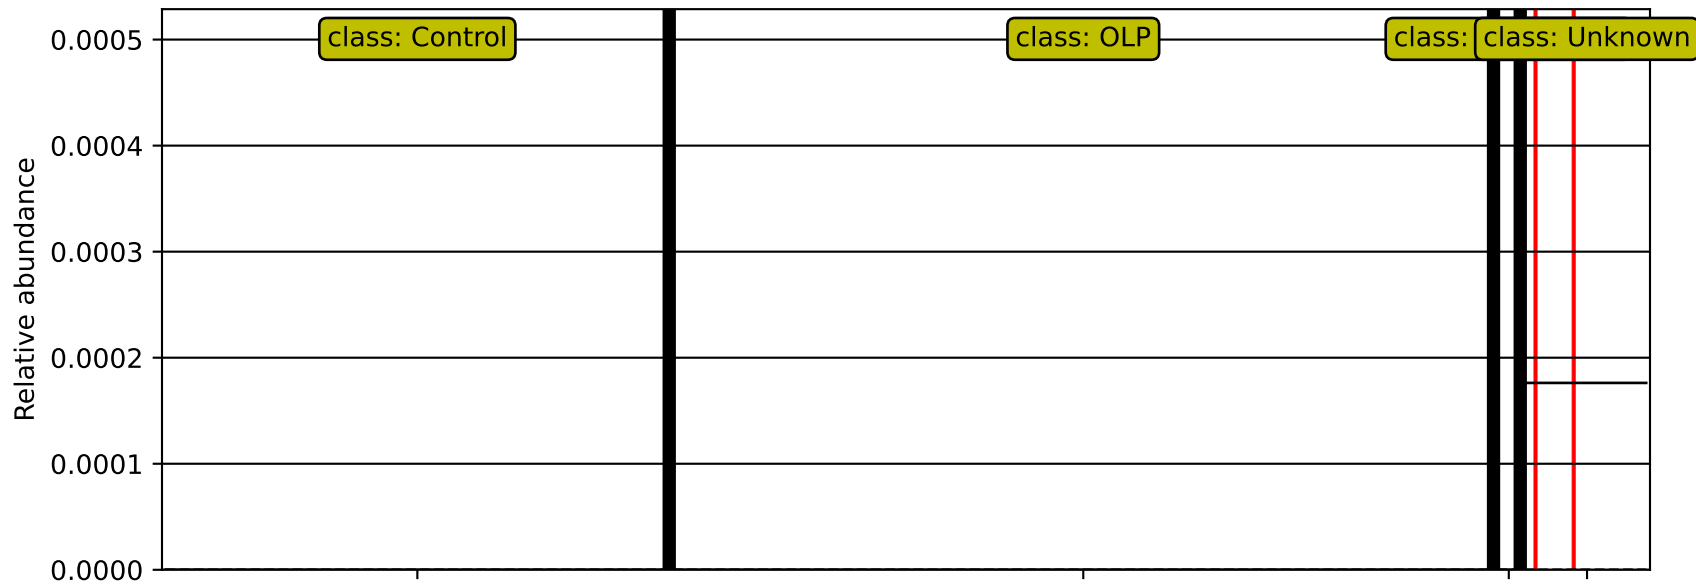 class: Control
class: OLP
class:
class: Unknown
0.0005
0.0004
0.0003
0.0002
0.0001
0.0000
Relative abundance